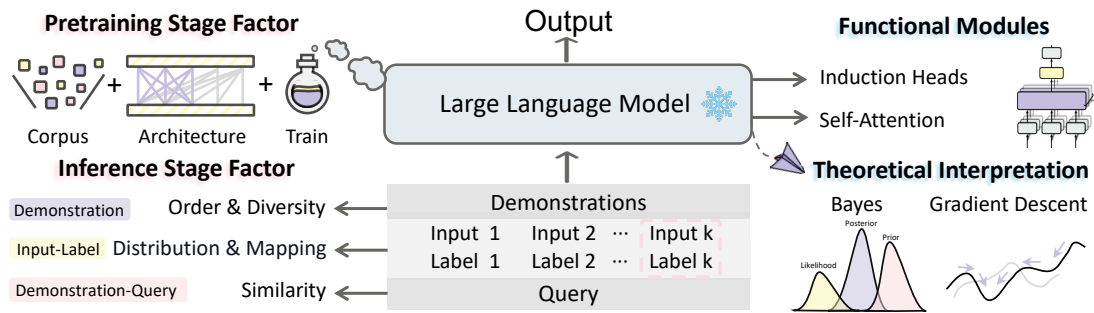 Pretraining Stage Factor
+
+
Corpus
Architecture
Train
Inference Stage Factor
Demonstration
Order & Diversity
Input-Label
Distribution & Mapping
Demonstration-Query
Similarity
Output
Large Language Model
Demonstrations
Input 1 Input 2 ··· Input k
Label 1 Label 2 ··· Label k
Query
Functional Modules
Induction Heads
Self-Attention
Theoretical Interpretation
Bayes
Gradient Descent
Posterior
Prior
Likelihood